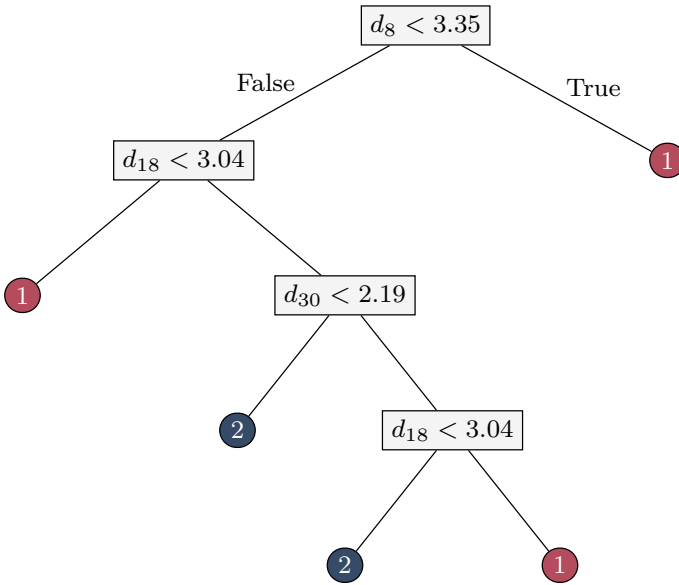 d₈ < 3.35
False
True
d₁₈ < 3.04
1
1
d₃₀ < 2.19
2
d₁₈ < 3.04
2
1